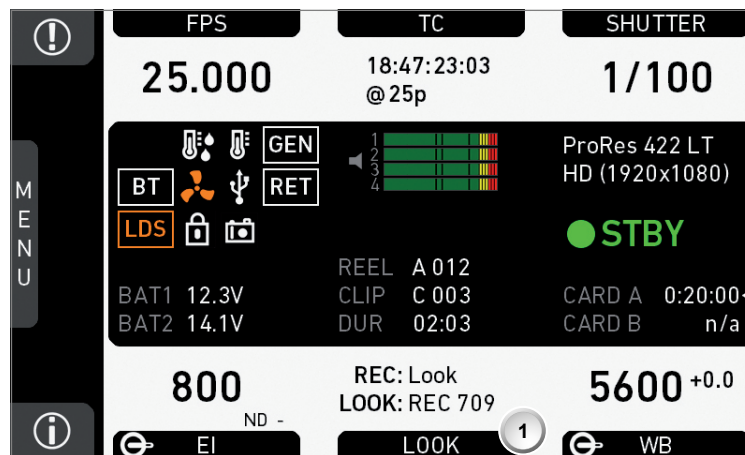 FPS TC SHUTTER
25.000 18:47:23:03 1/100
@ 25p
MENU
GEN
BT RET
LDS
1
2
3
4
ProRes 422 LT
HD (1920x1080)
STBY
REEL A 012
BAT1 12.3V CLIP C 003 CARD A 0:20:00
BAT2 14.1V DUR 02:03 CARD B n/a
800 REC: Look 5600 +0.0
LOOK: REC 709
ND -
EI LOOK 1 WB